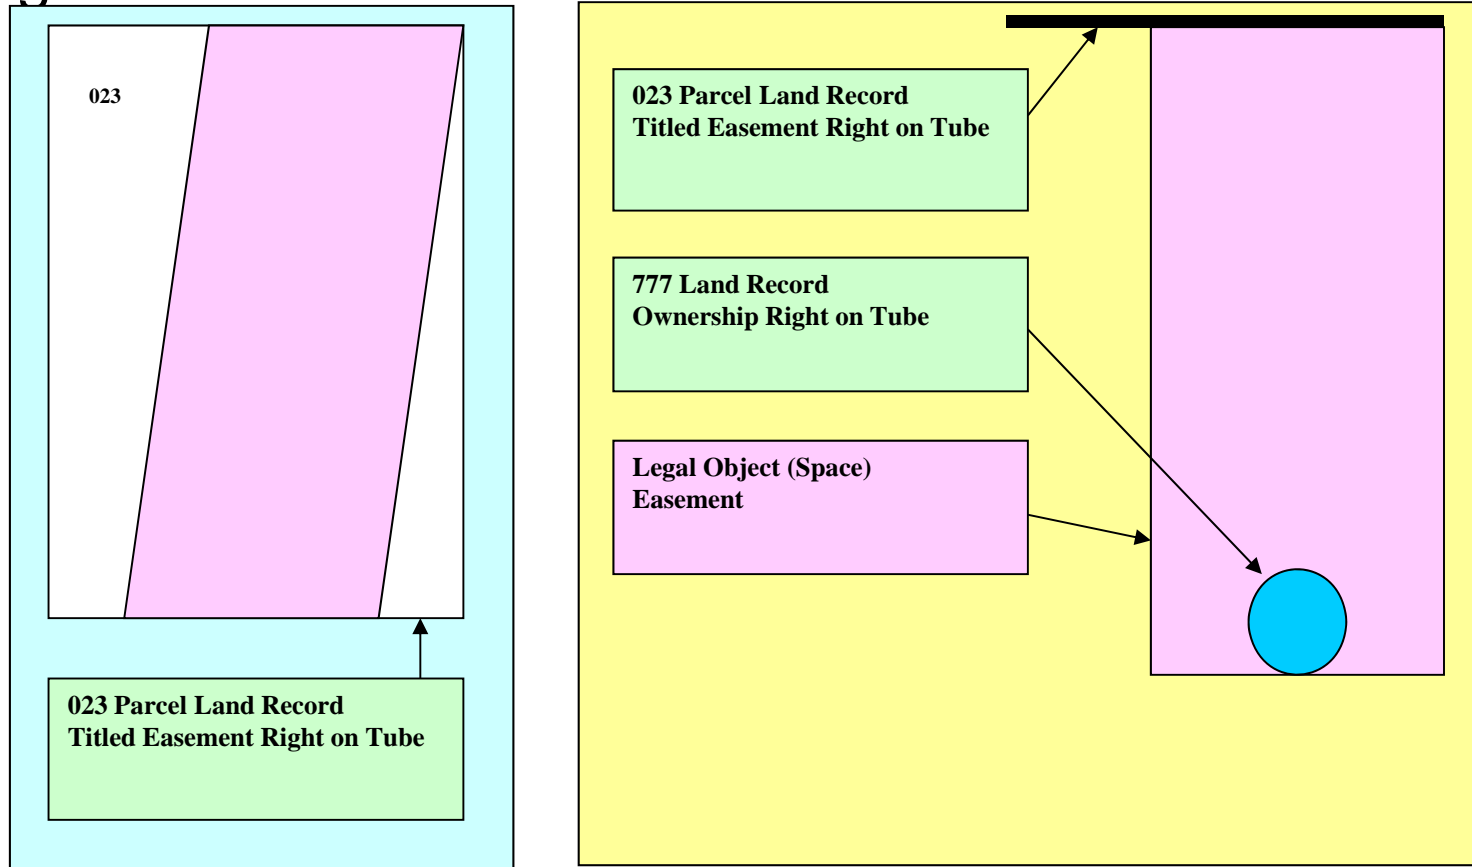 023
023 Parcel Land Record
Titled Easement Right on Tube
023 Parcel Land Record
Titled Easement Right on Tube
777 Land Record
Ownership Right on Tube
Legal Object (Space)
Easement